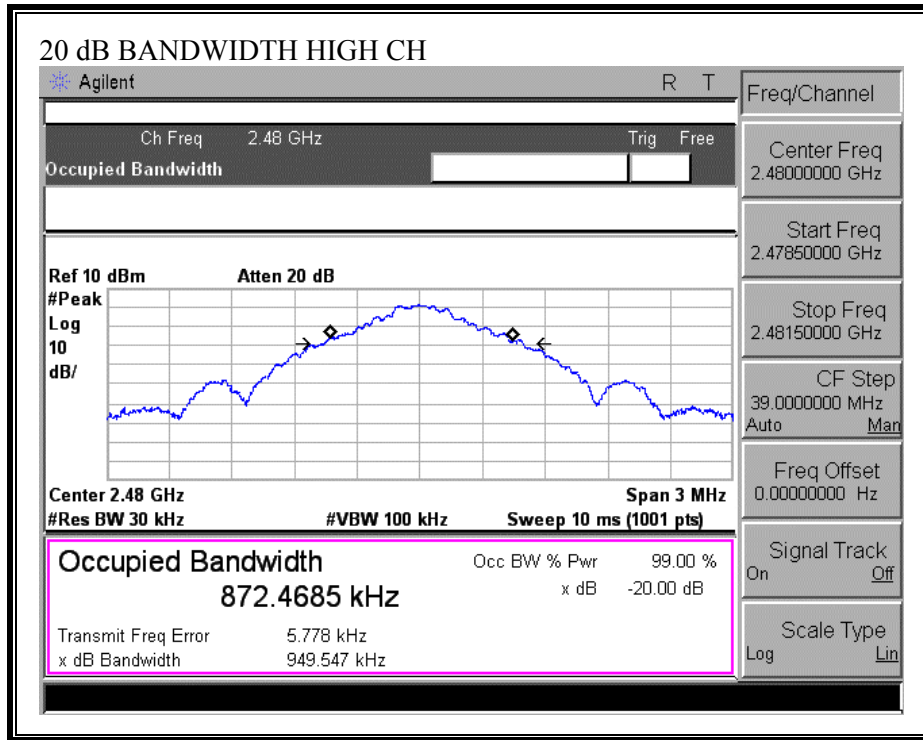 20 dB BANDWIDTH HIGH CH
Agilent R T
Ch Freq 2.48 GHz Trig Free
Occupied Bandwidth
Ref 10 dBm Atten 20 dB
#Peak
Log
10
dB/
Center 2.48 GHz Span 3 MHz
#Res BW 30 kHz #VBW 100 kHz Sweep 10 ms (1001 pts)
Occupied Bandwidth
872.4685 kHz
Occ BW % Pwr 99.00 %
x dB -20.00 dB
Transmit Freq Error 5.778 kHz
x dB Bandwidth 949.547 kHz
Freq/Channel
Center Freq
2.48000000 GHz
Start Freq
2.47850000 GHz
Stop Freq
2.48150000 GHz
CF Step
39.0000000 MHz
Auto Man
Freq Offset
0.00000000 Hz
Signal Track
On Off
Scale Type
Log Lin